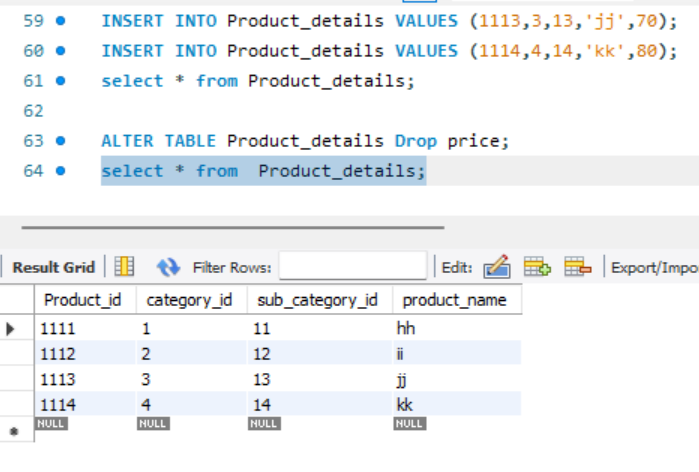 59 INSERT INTO Product_details VALUES (1113,3,13,'jj',70);
60 INSERT INTO Product_details VALUES (1114,4,14,'kk',80);
61 select * from Product_details;
62
63 ALTER TABLE Product_details Drop price;
64 select * from  Product_details;
Result Grid Filter Rows: Edit: Export/Impo
Product_id category_id sub_category_id product_name
1111 1 11 hh
1112 2 12 ii
1113 3 13 jj
1114 4 14 kk
NULL NULL NULL NULL